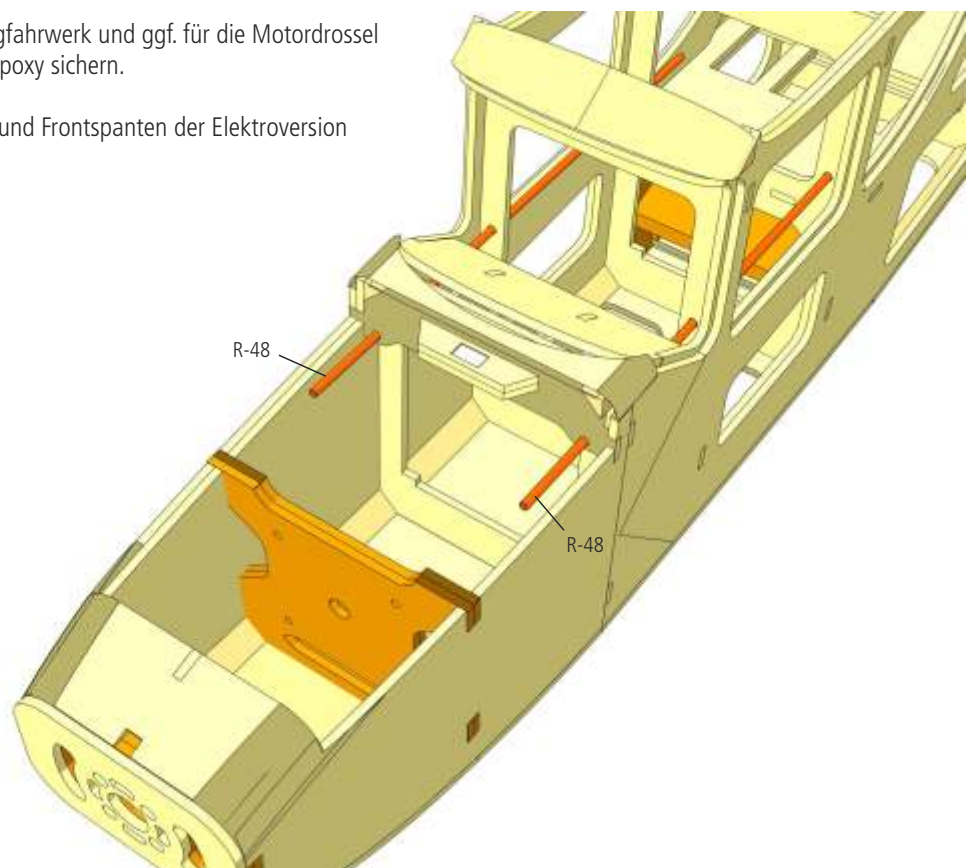 gfahrwerk und ggf. für die Motordrossel
poxy sichern.
und Frontspanten der Elektroversion
R-48
R-48